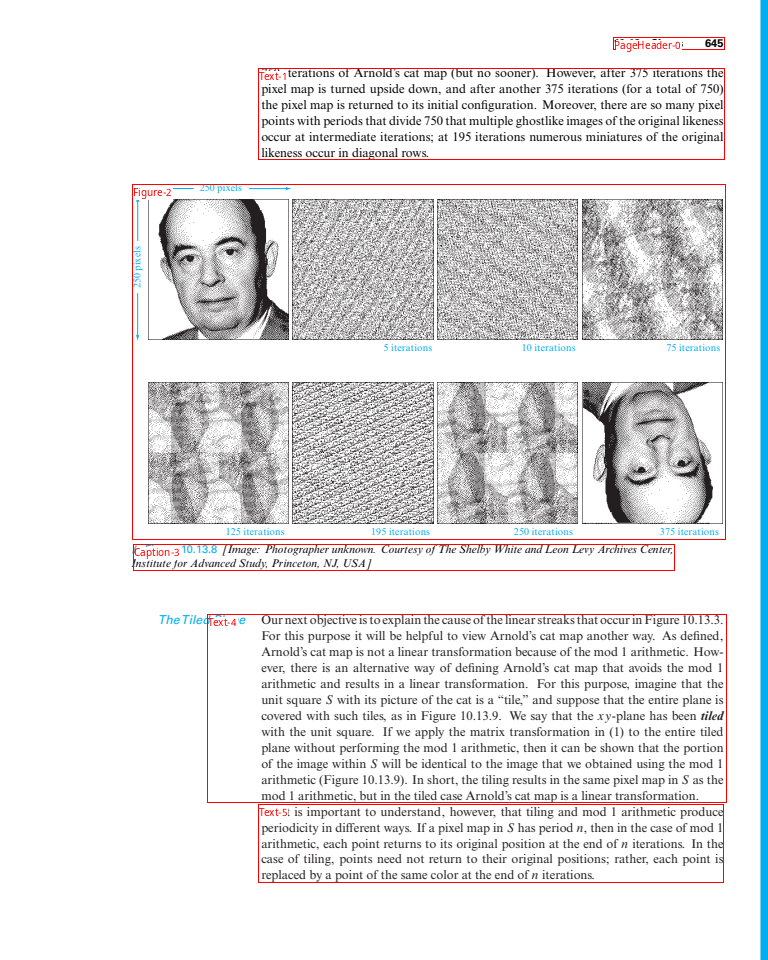 PageHeader-0 645
Text-1 iterations of Arnold's cat map (but no sooner). However, after 375 iterations the
pixel map is turned upside down, and after another 375 iterations (for a total of 750)
the pixel map is returned to its initial configuration. Moreover, there are so many pixel
points with periods that divide 750 that multiple ghostlike images of the original likeness
occur at intermediate iterations; at 195 iterations numerous miniatures of the original
likeness occur in diagonal rows.
Figure-2 250 pixels
250 pixels
5 iterations 10 iterations 75 iterations
125 iterations 195 iterations 250 iterations 375 iterations
Caption-3 10.13.8 [Image: Photographer unknown. Courtesy of The Shelby White and Leon Levy Archives Center,
Institute for Advanced Study, Princeton, NJ, USA]
The Tiled
Text-4 Our next objective is to explain the cause of the linear streaks that occur in Figure 10.13.3.
For this purpose it will be helpful to view Arnold's cat map another way. As defined,
Arnold's cat map is not a linear transformation because of the mod 1 arithmetic. How-
ever, there is an alternative way of defining Arnold's cat map that avoids the mod 1
arithmetic and results in a linear transformation. For this purpose, imagine that the
unit square S with its picture of the cat is a “tile,” and suppose that the entire plane is
covered with such tiles, as in Figure 10.13.9. We say that the xy-plane has been tiled
with the unit square. If we apply the matrix transformation in (1) to the entire tiled
plane without performing the mod 1 arithmetic, then it can be shown that the portion
of the image within S will be identical to the image that we obtained using the mod 1
arithmetic (Figure 10.13.9). In short, the tiling results in the same pixel map in S as the
mod 1 arithmetic, but in the tiled case Arnold's cat map is a linear transformation.
Text-5 is important to understand, however, that tiling and mod 1 arithmetic produce
periodicity in different ways. If a pixel map in S has period n, then in the case of mod 1
arithmetic, each point returns to its original position at the end of n iterations. In the
case of tiling, points need not return to their original positions; rather, each point is
replaced by a point of the same color at the end of n iterations.